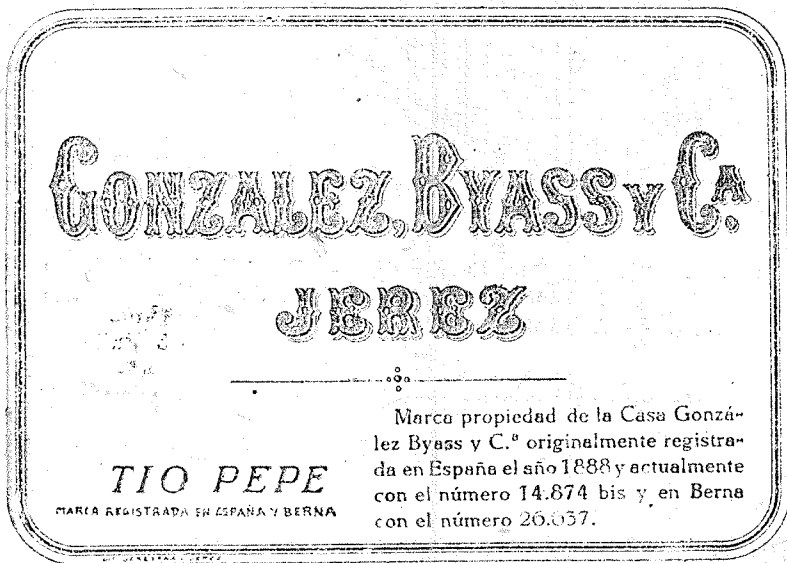 GONZALEZ, BYASS Y Cª.
JEREZ
TIO PEPE
MARCA REGISTRADA EN ESPAÑA Y BERNA
Marca propiedad de la Casa Gonzá-
lez Byass y C.ª originalmente registra-
da en España el año 1888 y actualmente
con el número 14.874 bis y en Berna
con el número 26.037.